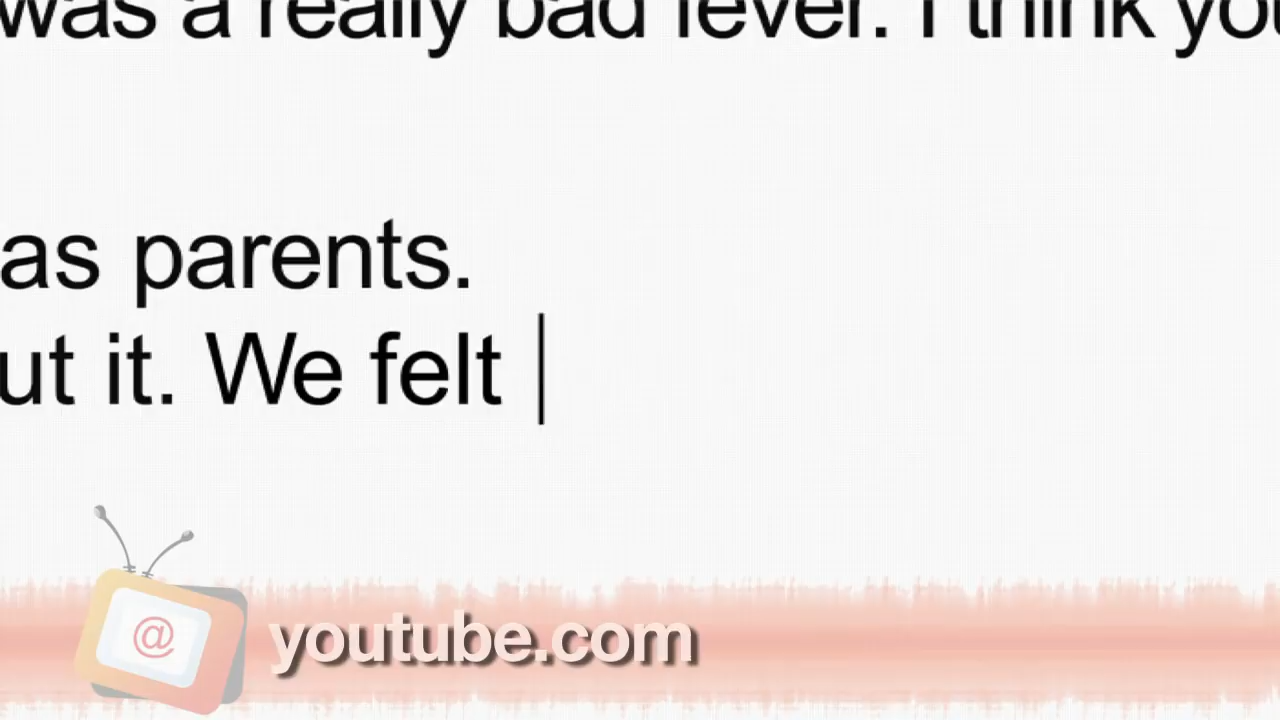 was a really bad fever. I think you
as parents.
ut it. We felt
@
youtube.com